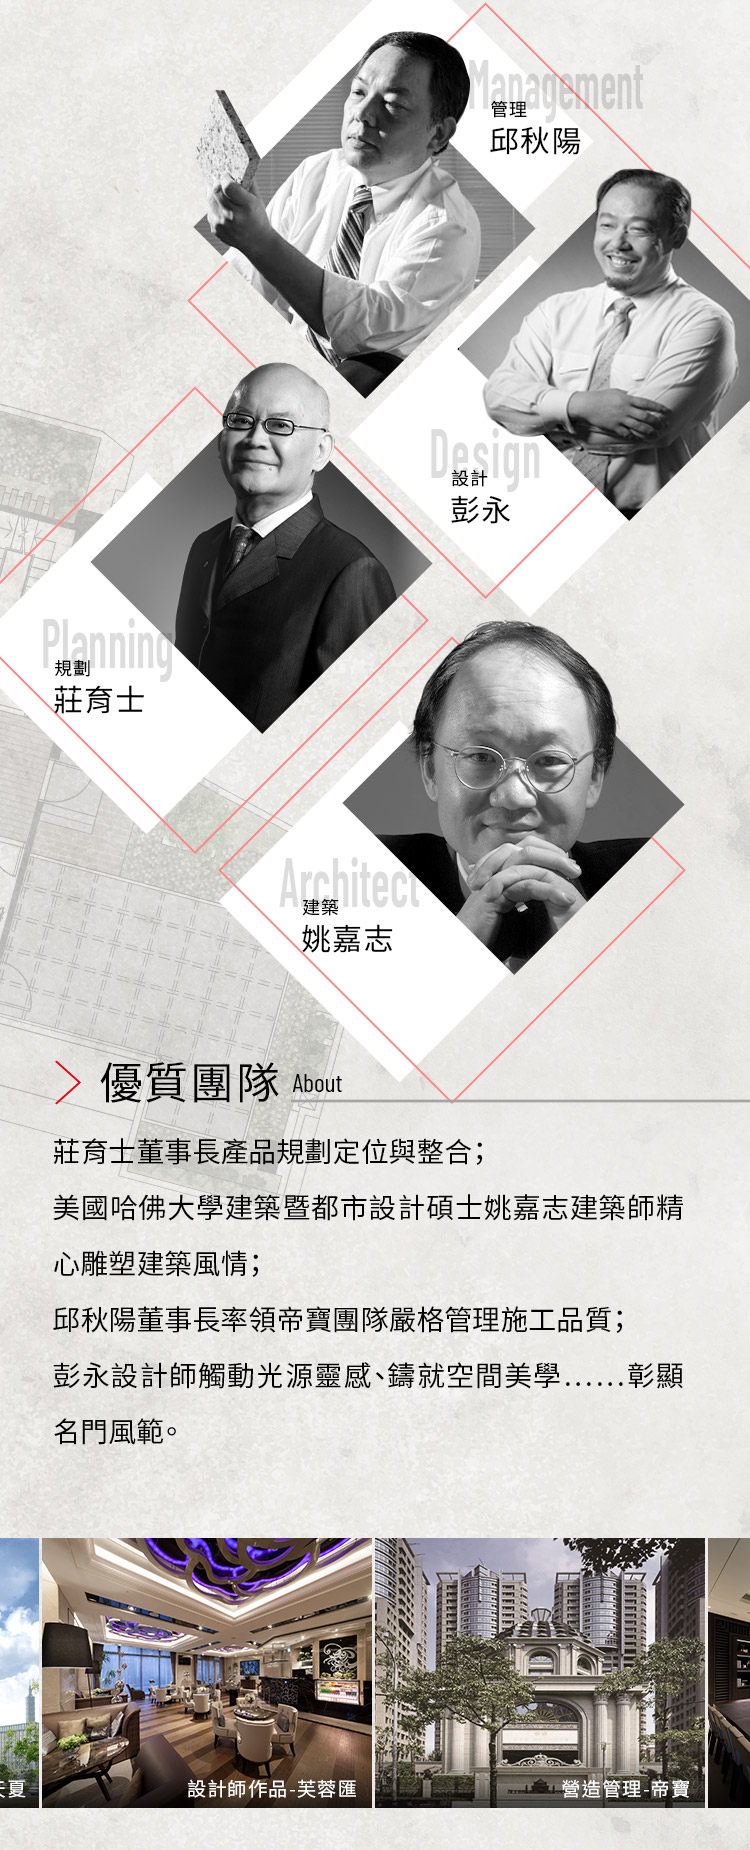 Management
管理
邱秋陽
Design
設計
彭永
Planning
規劃
莊育士
Architect
建築
姚嘉志
優質團隊 About
莊育士董事長產品規劃定位與整合；
美國哈佛大學建築暨都市設計碩士姚嘉志建築師精
心雕塑建築風情；
邱秋陽董事長率領帝寶團隊嚴格管理施工品質；
彭永設計師觸動光源靈感、鑄就空間美學......彰顯
名門風範。
夏
設計師作品-芙蓉匯
營造管理-帝寶